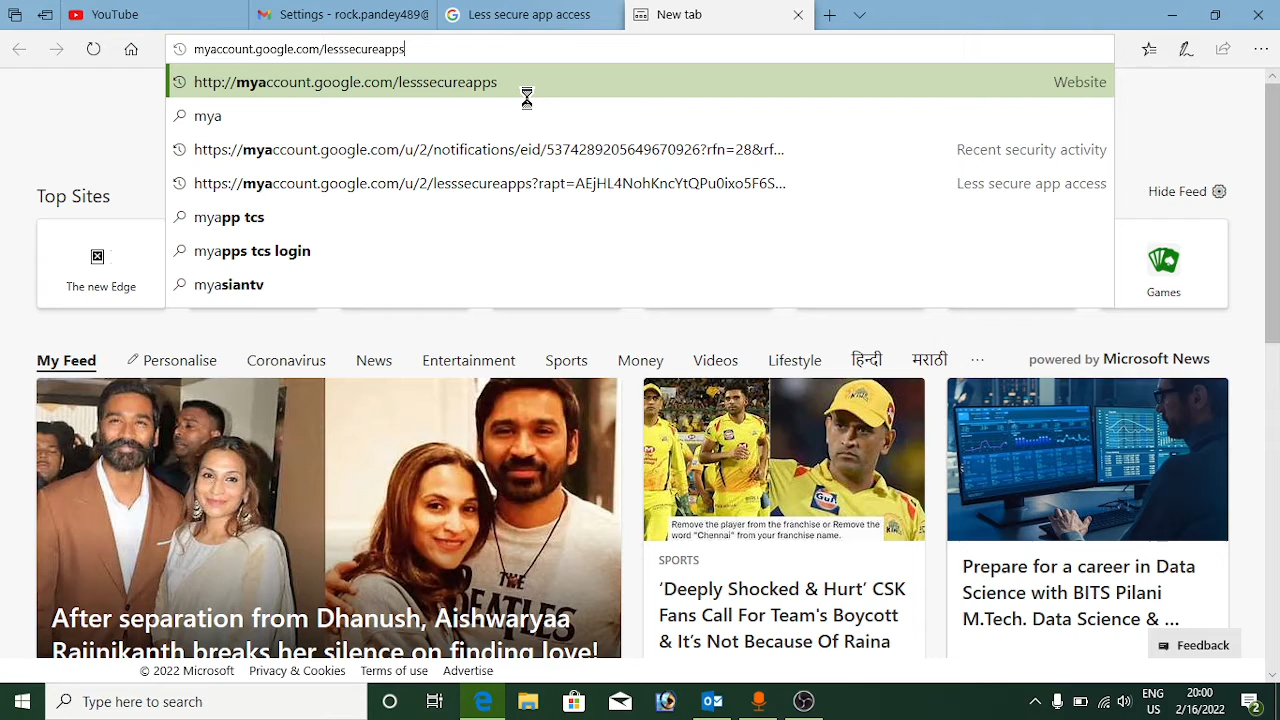 YouTube
Settings - rock.pandey489@
Less secure app access
New tab
myaccount.google.com/lesssecureapps
http://myaccount.google.com/lesssecureapps
Website
mya
https://myaccount.google.com/u/2/notifications/eid/5374289205649670926?rfn=28&rf...
Recent security activity
https://myaccount.google.com/u/2/lesssecureapps?rapt=AEjHL4NohKncYtQPu0ixo5F6S...
Less secure app access
myapp tcs
myapps tcs login
myasiantv
Top Sites
Hide Feed
The new Edge
Games
My Feed
Personalise
Coronavirus
News
Entertainment
Sports
Money
Videos
Lifestyle
हिन्दी
मराठी
...
powered by Microsoft News
THE
BEATLES
After separation from Dhanush, Aishwaryaa
Rajinikanth breaks her silence on finding love!
Gulf
Remove the player from the franchise or Remove the
word "Chennai" from your franchise name.
SPORTS
‘Deeply Shocked & Hurt’ CSK
Fans Call For Team's Boycott
& It’s Not Because Of Raina
Prepare for a career in Data
Science with BITS Pilani
M.Tech. Data Science & ...
Feedback
© 2022 Microsoft
Privacy & Cookies
Terms of use
Advertise
Type here to search
ENG
US
20:00
2/16/2022
2